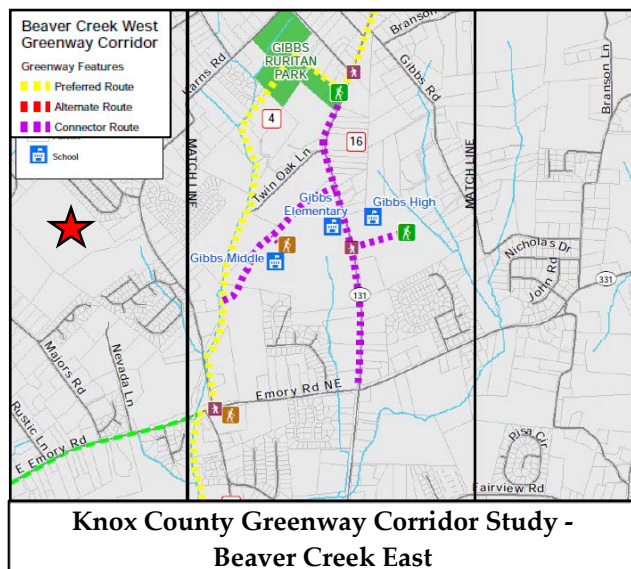 Beaver Creek West
Greenway Corridor
Greenway Features
Preferred Route
Alternate Route
Connector Route
School
Karns Rd
GIBBS
RURITAN
PARK
Branson
Gibbs Rd
Branson Ln
4
16
MATCH LINE
MATCH LINE
Twin Oak Ln
Gibbs
Elementary
Gibbs High
Gibbs Middle
Nicholas Dr
John Rd
331
131
Majors Rd
Nevada Ln
Rustic Ln
Emory Rd NE
E Emory Rd
Pisa Cir
Fairview Rd
Knox County Greenway Corridor Study -
Beaver Creek East